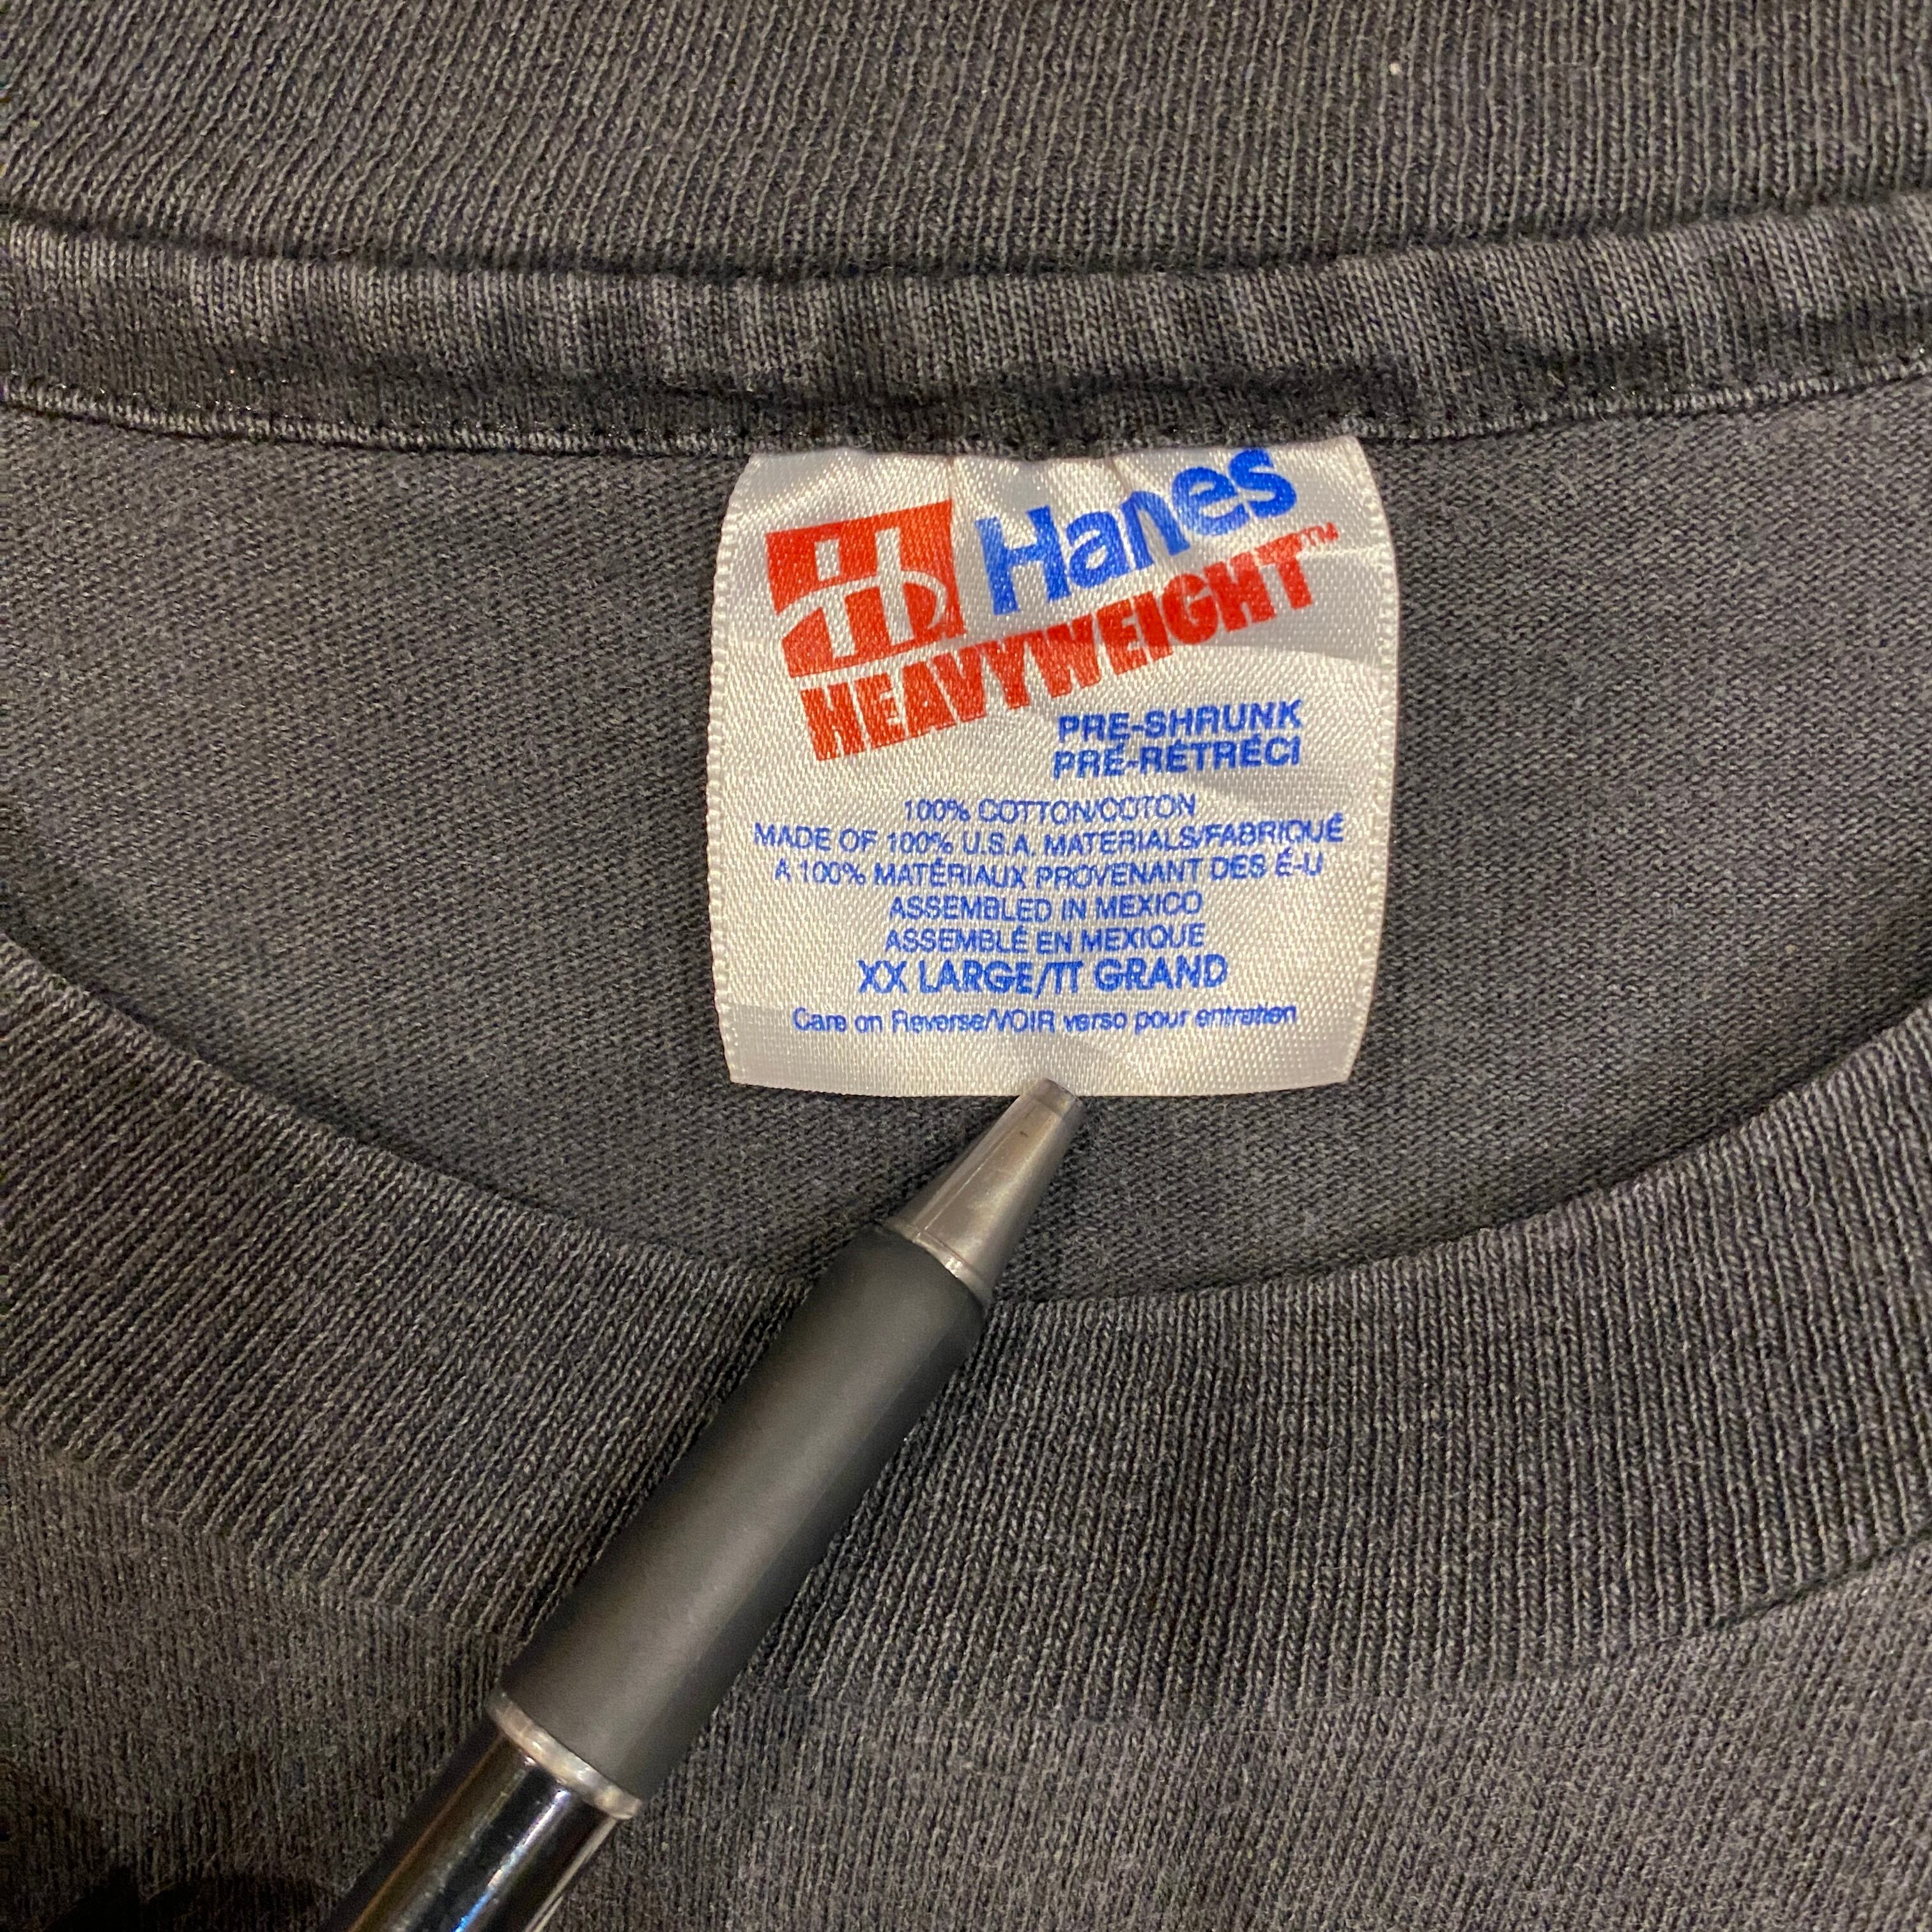 H Hanes
HEAVYWEIGHT™
PRE-SHRUNK
PRÉ-RÉTRÉCI
100% COTTON/COTON
MADE OF 100% U.S.A. MATERIALS/FABRIQUÉ
À 100% MATÉRIAUX PROVENANT DES É-U
ASSEMBLED IN MEXICO
ASSEMBLÉ EN MEXIQUE
XX LARGE/TT GRAND
Care on Reverse/VOIR verso pour entretien